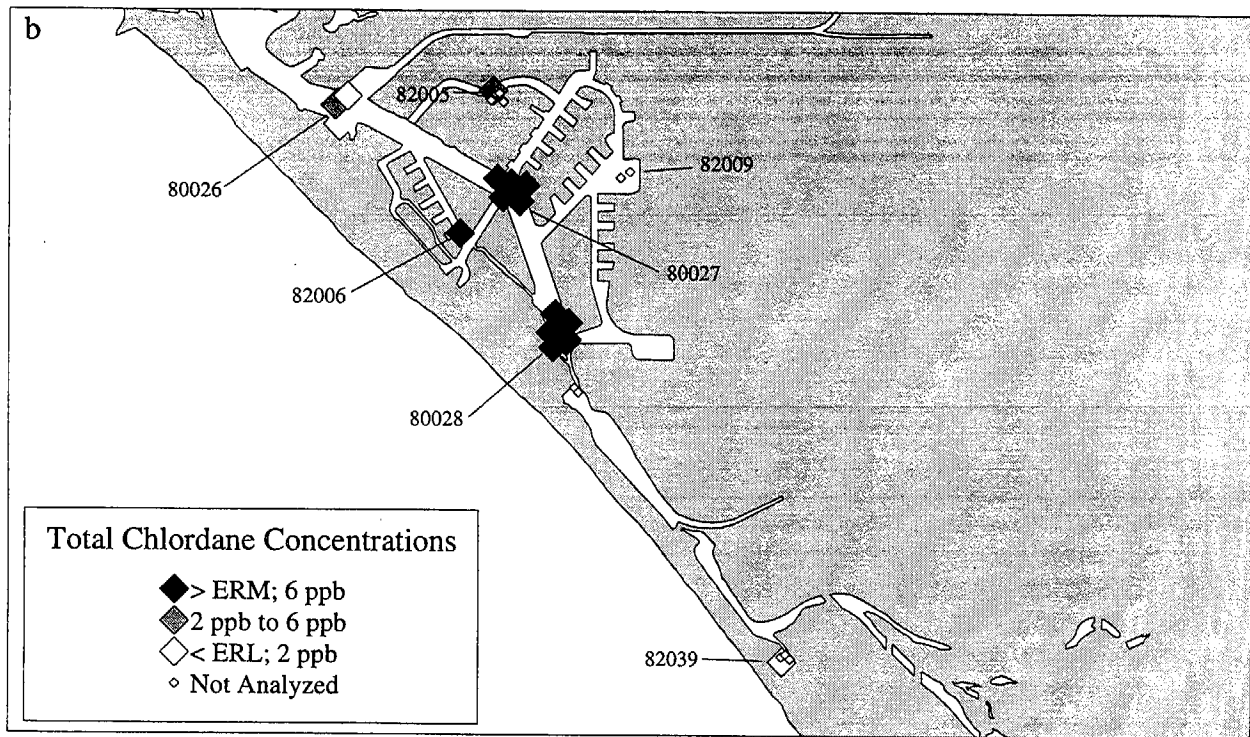 b
82005
80026
82009
82006
80027
80028
82039
Total Chlordane Concentrations
> ERM; 6 ppb
2 ppb to 6 ppb
< ERL; 2 ppb
Not Analyzed